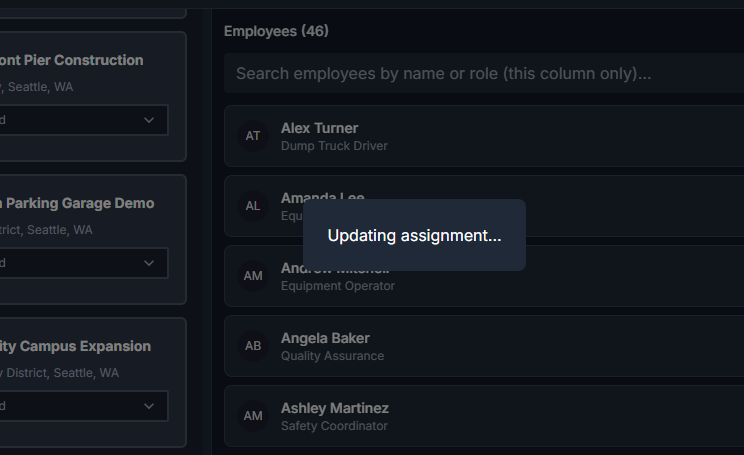 ont Pier Construction
, Seattle, WA
d
Parking Garage Demo
trict, Seattle, WA
d
ity Campus Expansion
District, Seattle, WA
d
Employees (46)
Search employees by name or role (this column only)...
AT
Alex Turner
Dump Truck Driver
AL
Amanda Lee
Equ
Updating assignment...
AM
Andrew Mitchell
Equipment Operator
AB
Angela Baker
Quality Assurance
AM
Ashley Martinez
Safety Coordinator